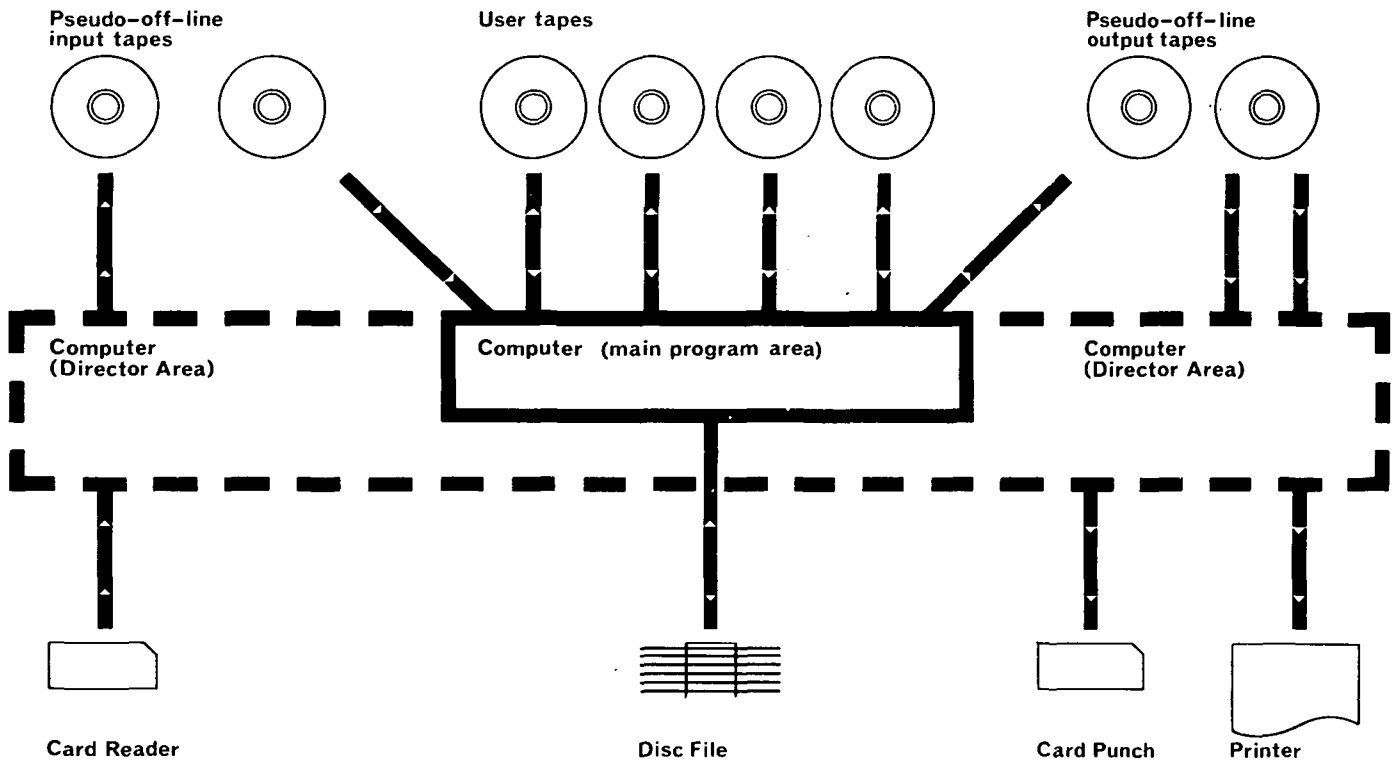 Pseudo-off-line
input tapes
User tapes
Pseudo-off-line
output tapes
Computer
(Director Area)
Computer (main program area)
Computer
(Director Area)
Card Reader
Disc File
Card Punch
Printer